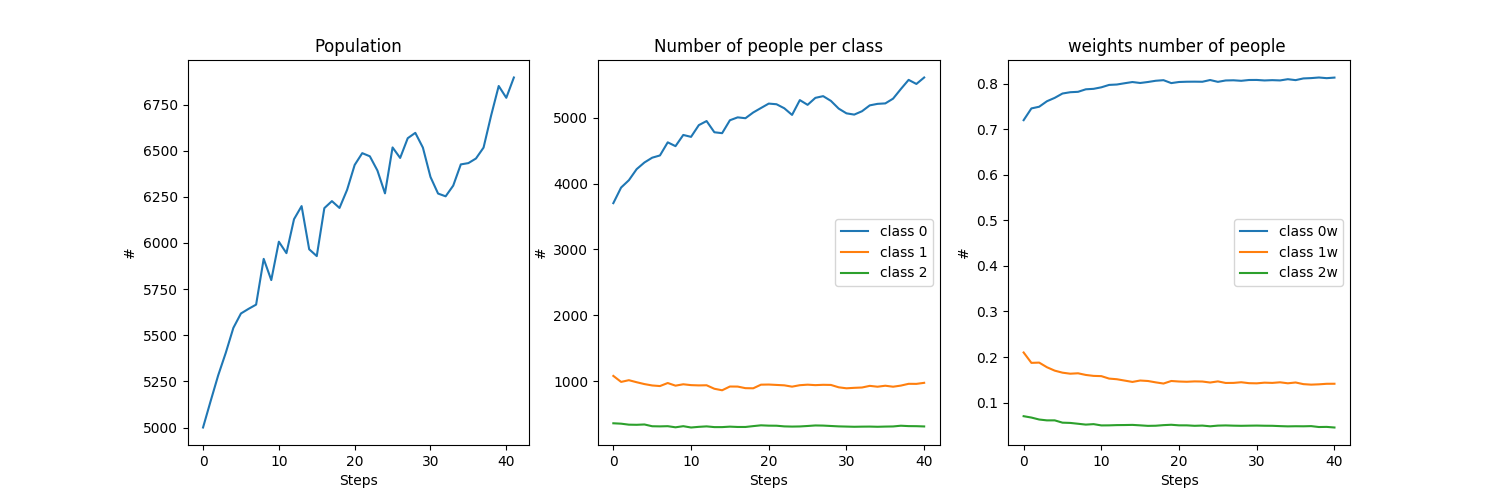 Population
6750
6500
6250
6000
5750
5500
5250
5000
#
0 10 20 30 40
Steps
Number of people per class
5000
4000
3000
2000
1000
#
class 0
class 1
class 2
0 10 20 30 40
Steps
weights number of people
0.8
0.7
0.6
0.5
0.4
0.3
0.2
0.1
#
class 0w
class 1w
class 2w
0 10 20 30 40
Steps